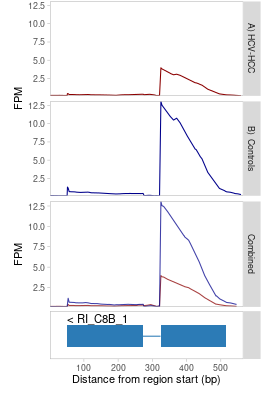 12.5
10.0
7.5
5.0
2.5
A) HCV-HCC
FPM
12.5
10.0
7.5
5.0
2.5
B) Controls
12.5
10.0
7.5
5.0
2.5
Combined
FPM
< RI_C8B_1
100 200 300 400 500
Distance from region start (bp)